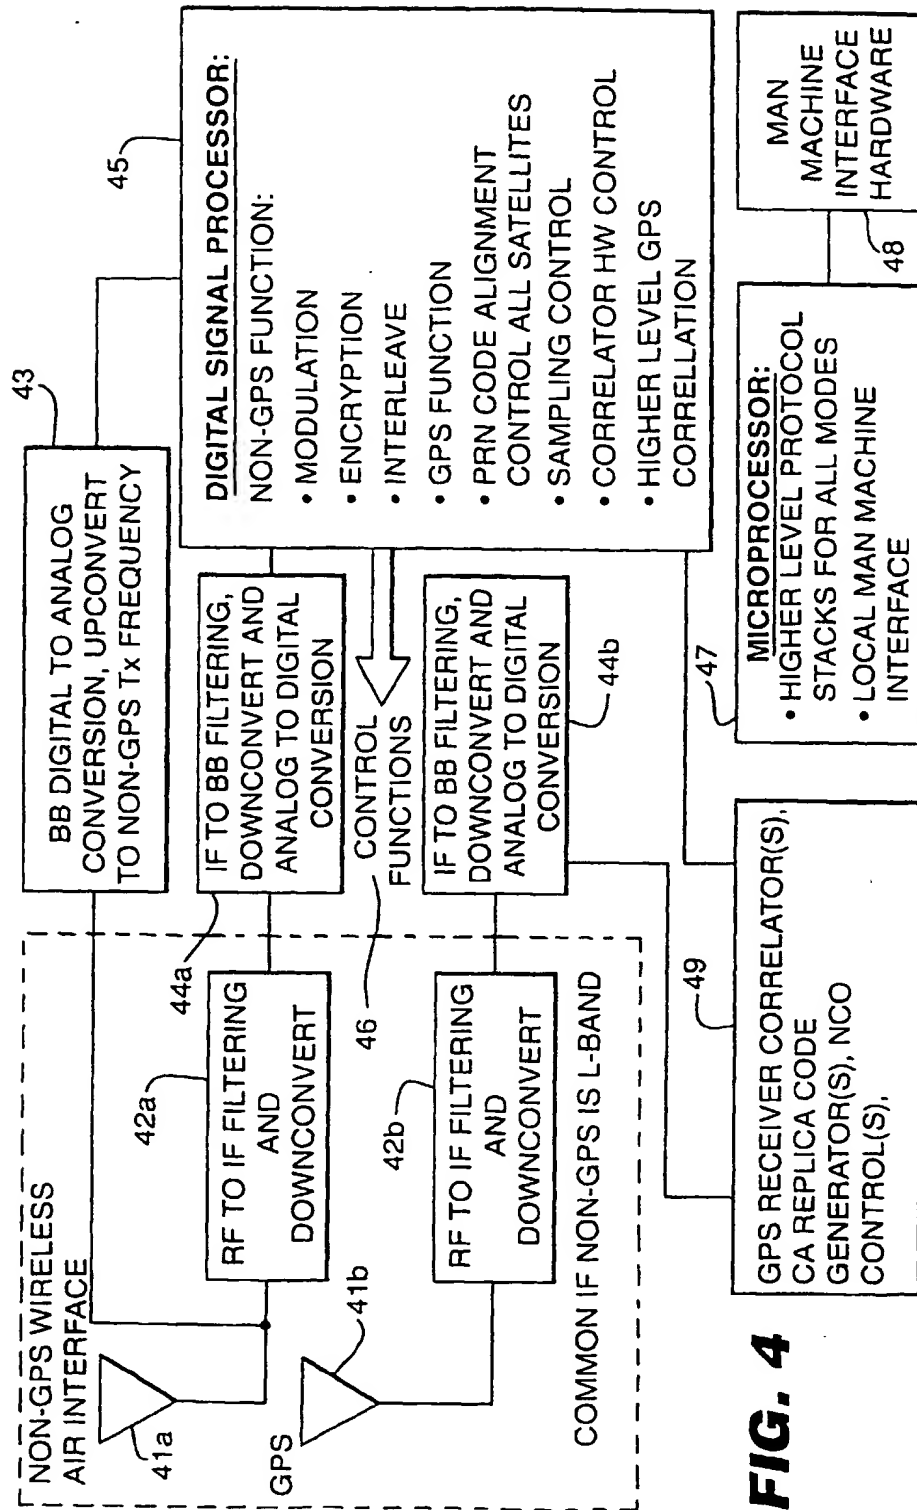 NON-GPS WIRELESS
AIR INTERFACE
41a
GPS
41b
42a
RF TO IF FILTERING
AND
DOWNCONVERT
42b
RF TO IF FILTERING
AND
DOWNCONVERT
COMMON IF NON-GPS IS L-BAND
43
BB DIGITAL TO ANALOG
CONVERSION, UPCONVERT
TO NON-GPS Tx FREQUENCY
44a
IF TO BB FILTERING,
DOWNCONVERT AND
ANALOG TO DIGITAL
CONVERSION
46
CONTROL
FUNCTIONS
IF TO BB FILTERING,
DOWNCONVERT AND
ANALOG TO DIGITAL
CONVERSION
44b
45
DIGITAL SIGNAL PROCESSOR:
NON-GPS FUNCTION:
• MODULATION
• ENCRYPTION
• INTERLEAVE
• GPS FUNCTION
• PRN CODE ALIGNMENT
CONTROL ALL SATELLITES
• SAMPLING CONTROL
• CORRELATOR HW CONTROL
• HIGHER LEVEL GPS
CORRELATION
49
GPS RECEIVER CORRELATOR(S),
CA REPLICA CODE
GENERATOR(S), NCO
CONTROL(S),
47
MICROPROCESSOR:
• HIGHER LEVEL PROTOCOL
STACKS FOR ALL MODES
• LOCAL MAN MACHINE
INTERFACE
48
MAN
MACHINE
INTERFACE
HARDWARE
FIG. 4